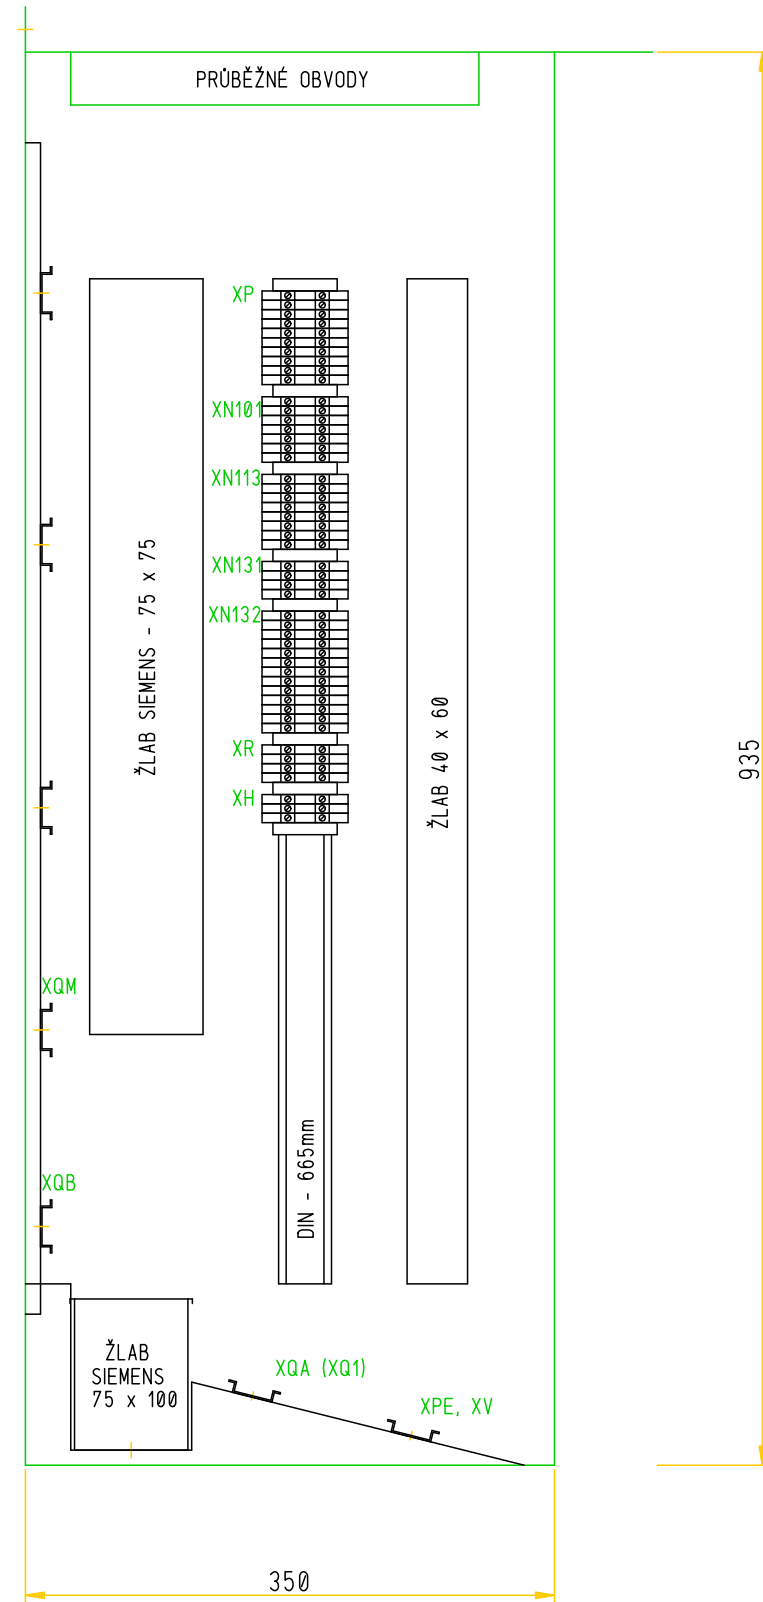 PRŮBĚŽNÉ OBVODY
XP
XN101
XN113
XN131
XN132
XR
XH
ŽLAB SIEMENS - 75 x 75
ŽLAB 40 x 60
935
XQM
XQB
DIN - 665mm
ŽLAB
SIEMENS
75 x 100
XQA (XQ1)
XPE, XV
350